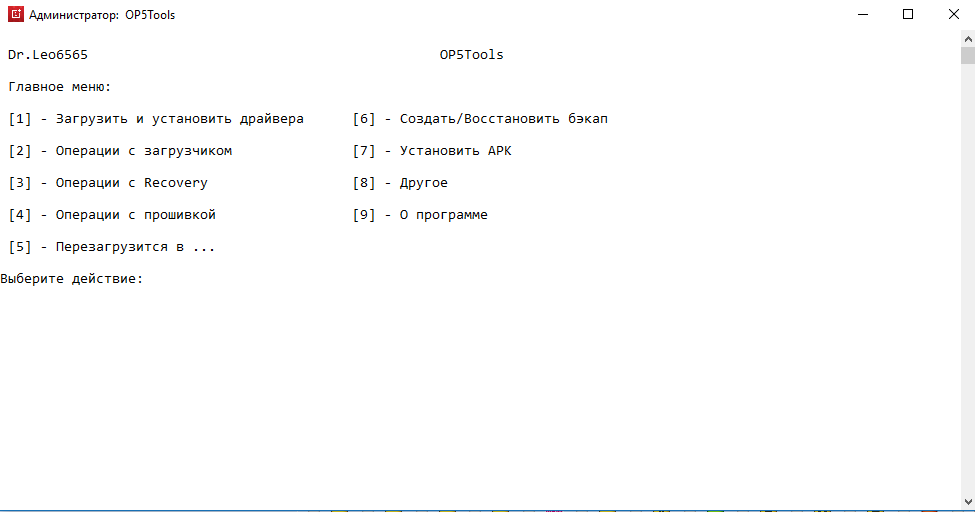 Администратор: OP5Tools
Dr.Leo6565 OP5Tools
Главное меню:
[1] - Загрузить и установить драйвера [6] - Создать/Восстановить бэкап
[2] - Операции с загрузчиком [7] - Установить APK
[3] - Операции с Recovery [8] - Другое
[4] - Операции с прошивкой [9] - О программе
[5] - Перезагрузится в ...
Выберите действие: